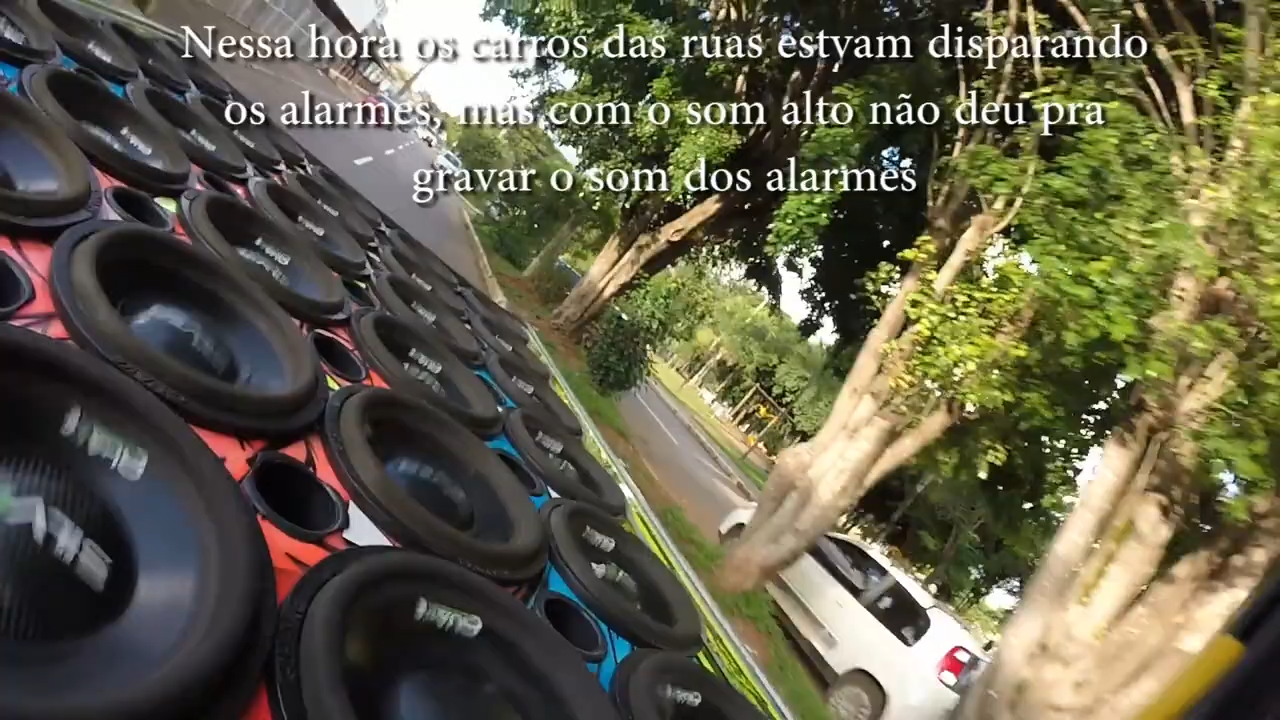 Nessa hora os carros das ruas estyam disparando
os alarmes, mas com o som alto não deu pra
gravar o som dos alarmes